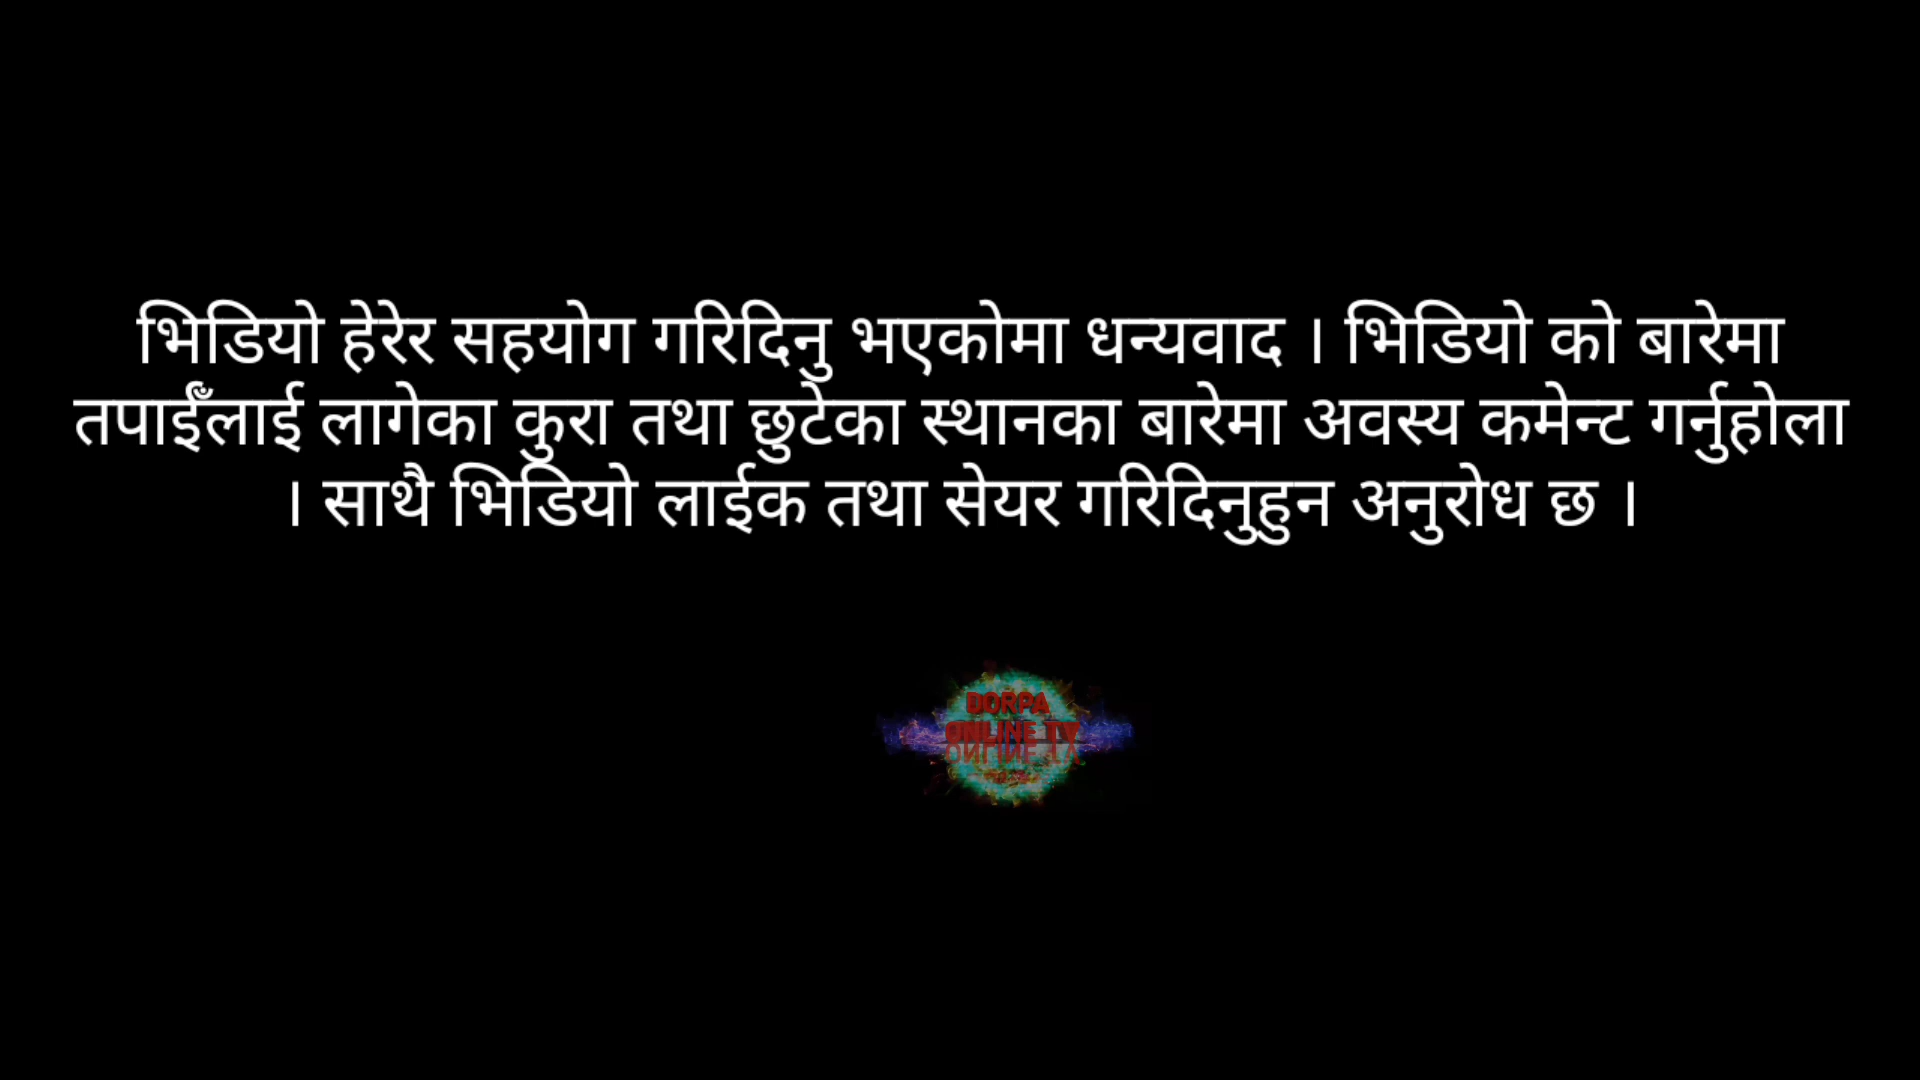 भिडियो हेरेर सहयोग गरिदिनु भएकोमा धन्यवाद । भिडियो को बारेमा
तपाईँलाई लागेका कुरा तथा छुटेका स्थानका बारेमा अवस्य कमेन्ट गर्नुहोला
। साथै भिडियो लाईक तथा सेयर गरिदिनुहुन अनुरोध छ ।
DORPA
ONLINE TV